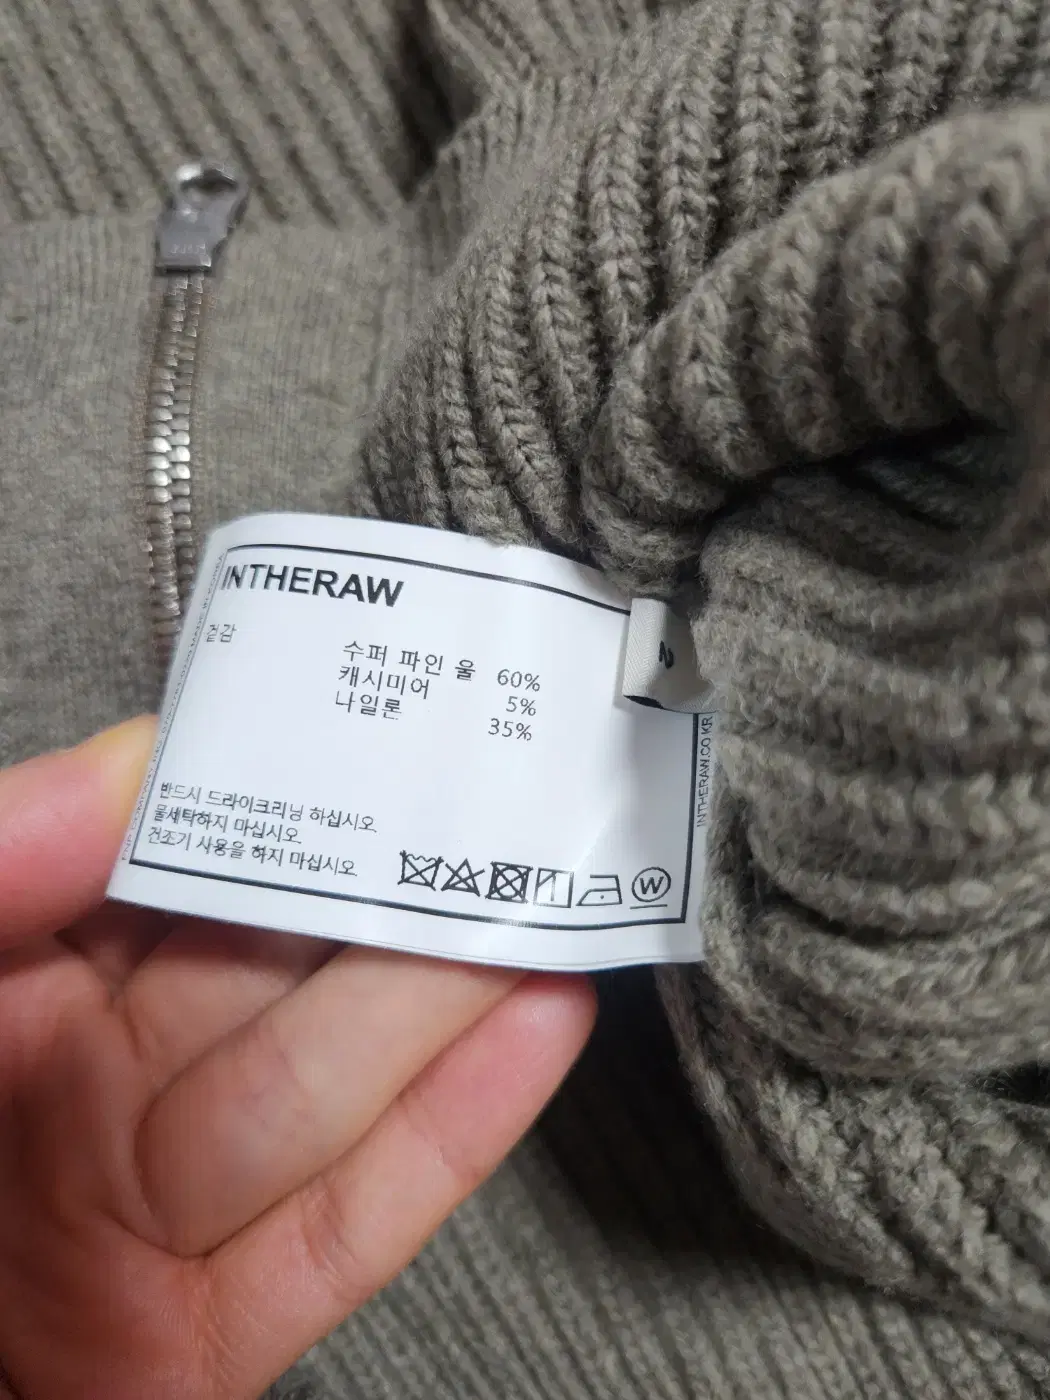 INTHERAW
겉감
수퍼 파인 울 60%
캐시미어 5%
나일론 35%
반드시 드라이크리닝 하십시오
물세탁하지 마십시오
건조기 사용을 하지 마십시오
W
INTHERAW.CO.KR
2